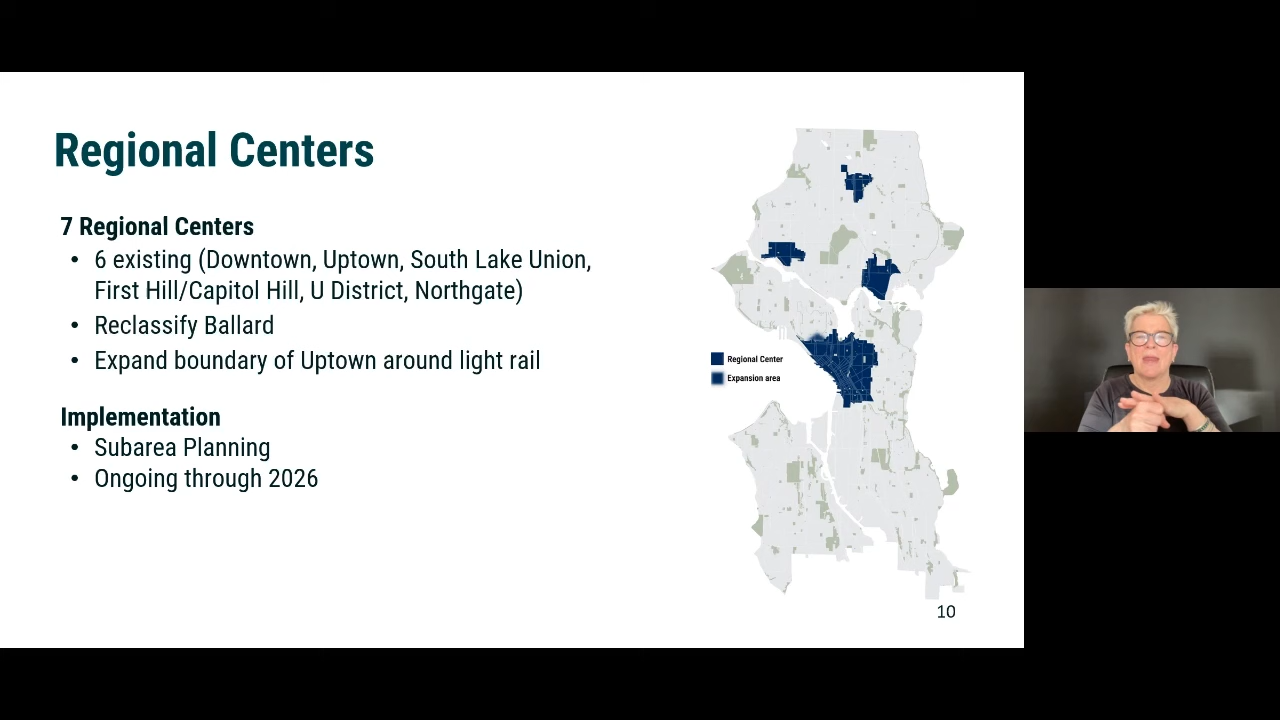 Regional Centers
7 Regional Centers
• 6 existing (Downtown, Uptown, South Lake Union,
First Hill/Capitol Hill, U District, Northgate)
• Reclassify Ballard
• Expand boundary of Uptown around light rail
Implementation
• Subarea Planning
• Ongoing through 2026
Regional Center
Expansion area
10